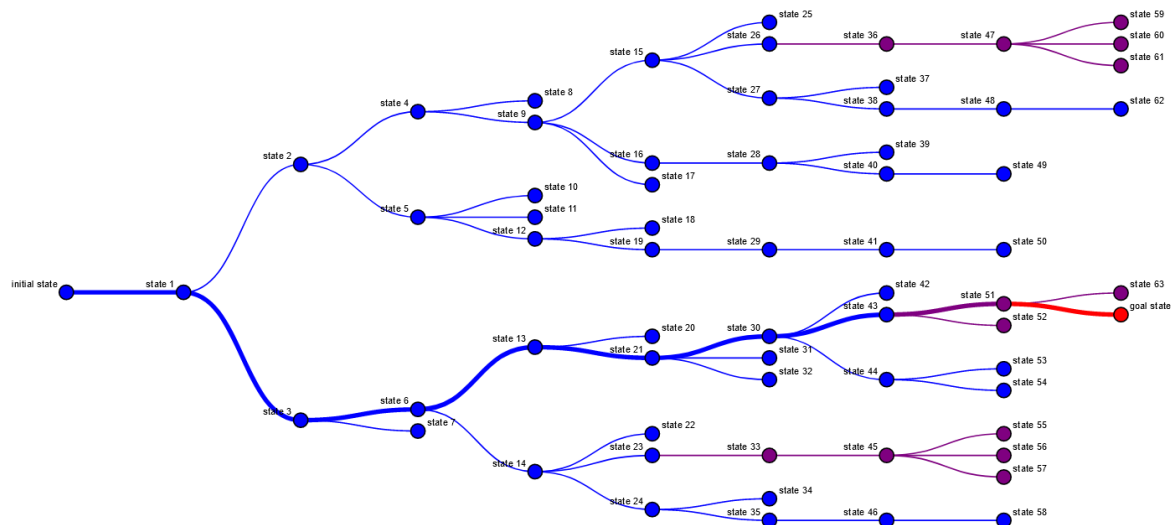 initial state
state 1
state 2
state 3
state 4
state 5
state 6
state 7
state 8
state 9
state 10
state 11
state 12
state 13
state 14
state 15
state 16
state 17
state 18
state 19
state 20
state 21
state 22
state 23
state 24
state 25
state 26
state 27
state 28
state 29
state 30
state 31
state 32
state 33
state 34
state 35
state 36
state 37
state 38
state 39
state 40
state 41
state 42
state 43
state 44
state 45
state 46
state 47
state 48
state 49
state 50
state 51
state 52
state 53
state 54
state 55
state 56
state 57
state 58
state 59
state 60
state 61
state 62
state 63
goal state